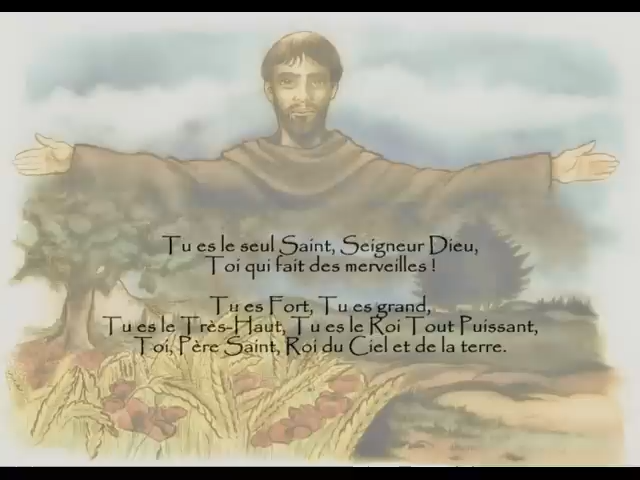 Tu es le seul Saint, Seigneur Dieu,
Toi qui fait des merveilles !
Tu es Fort, Tu es grand,
Tu es le Très-Haut, Tu es le Roi Tout Puissant,
Toi, Père Saint, Roi du Ciel et de la terre.